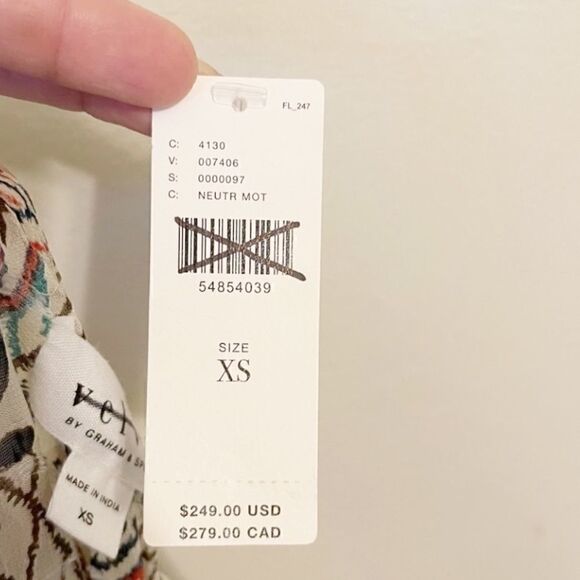 FL_247
C: 4130
V: 007406
S: 0000097
C: NEUTR MOT
54854039
SIZE
XS
$249.00 USD
$279.00 CAD
BY GRAHAM &
MADE IN INDIA
XS